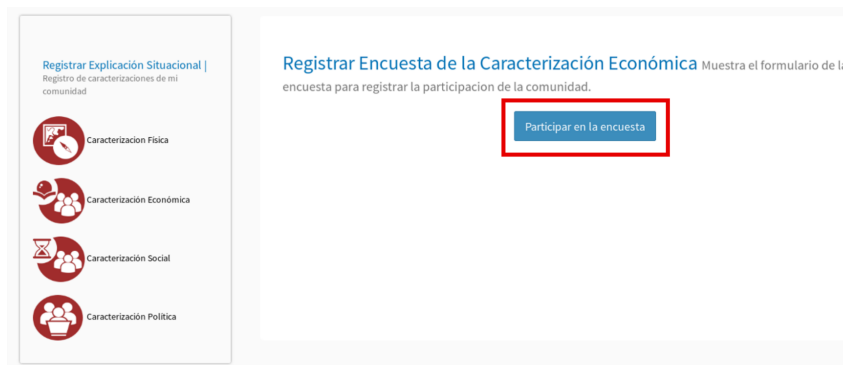 Registrar Explicación Situacional |
Registro de caracterizaciones de mi
comunidad
Caracterizacion Física
Caracterización Económica
Caracterización Social
Caracterización Política
Registrar Encuesta de la Caracterización Económica Muestra el formulario de la
encuesta para registrar la participacion de la comunidad.
Participar en la encuesta